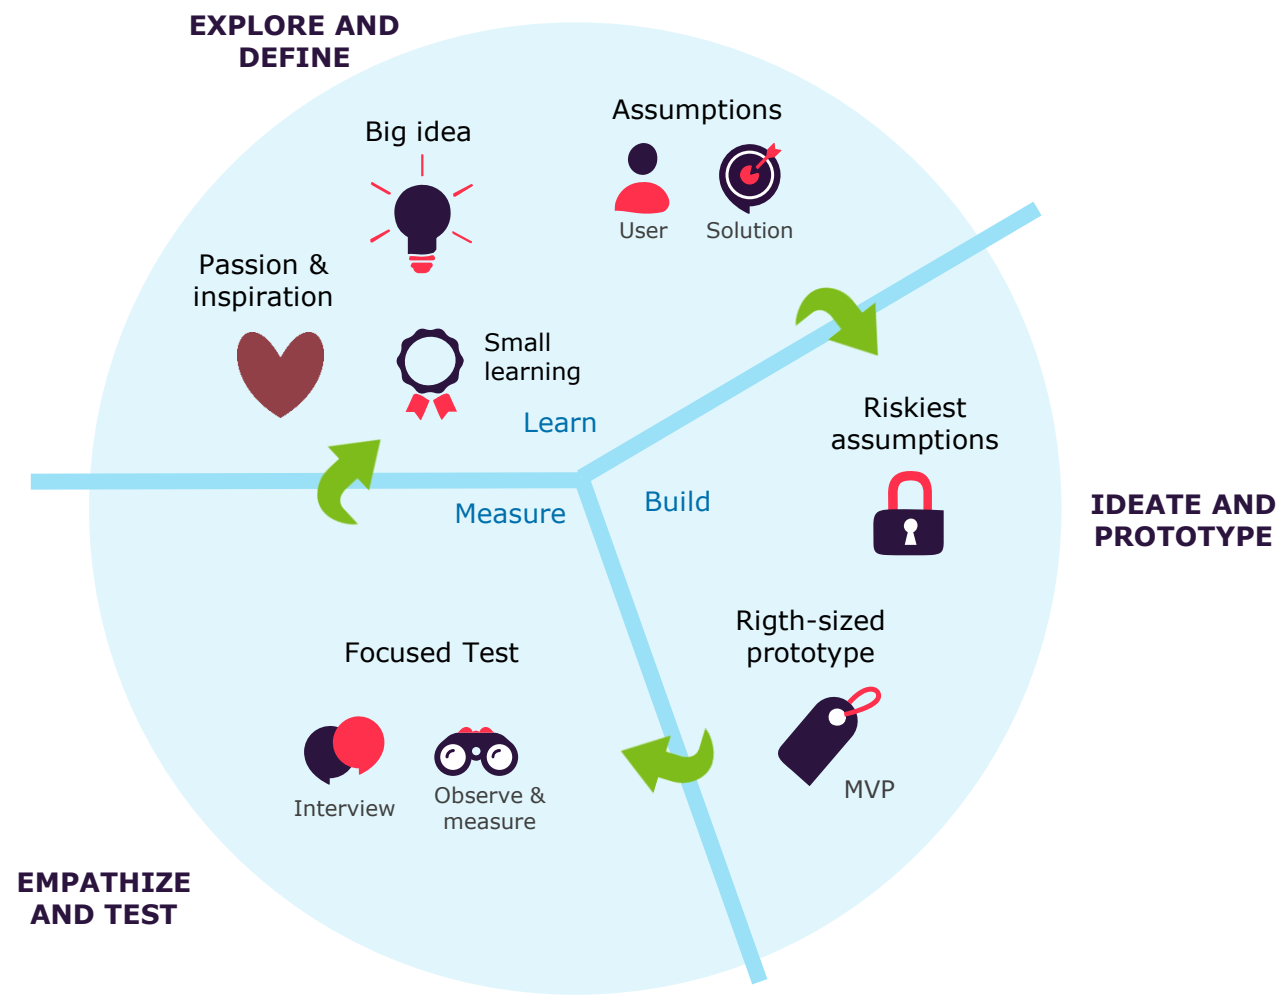 EXPLORE AND
DEFINE
Big idea
Assumptions
User
Solution
Passion &
inspiration
Small
learning
Learn
Riskiest
assumptions
Build
Measure
IDEATE AND
PROTOTYPE
Rigth-sized
prototype
MVP
Focused Test
Interview
Observe &
measure
EMPATHIZE
AND TEST